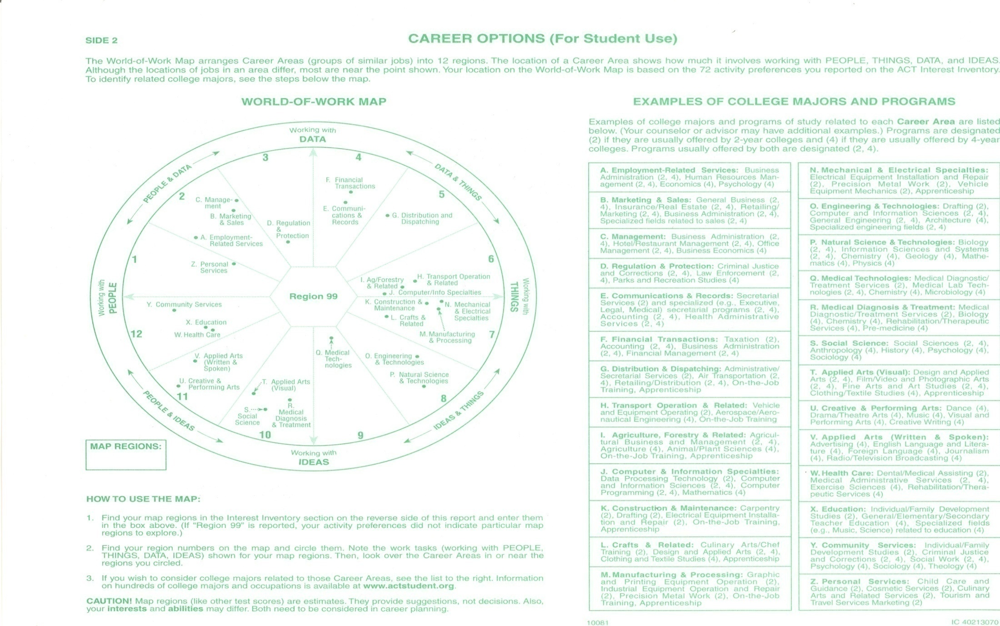 SIDE 2
CAREER OPTIONS (For Student Use)
The World-of-Work Map arranges Career Areas (groups of similar jobs) into 12 regions. The location of a Career Area shows how much it involves working with PEOPLE, THINGS, DATA, and IDEAS.
Although the locations of jobs in an area differ, most are near the point shown. Your location on the World-of-Work Map is based on the 72 activity preferences you reported on the ACT Interest Inventory.
To identify related college majors, see the steps below the map.
WORLD-OF-WORK MAP
Working with
DATA
PEOPLE & DATA
DATA & THINGS
3
4
2
5
1
6
F. Financial
Transactions
C. Manage-
ment
B. Marketing
& Sales
D. Regulation
&
Protection
E. Communi-
cations &
Records
G. Distribution and
Dispatching
A. Employment-
Related Services
Z. Personal
Services
I. Ag/Forestry
& Related
H. Transport Operation
& Related
J. Computer/Info Specialties
Working with
PEOPLE
Region 99
THINGS
Working with
Y. Community Services
K. Construction &
Maintenance
N. Mechanical
& Electrical
Specialties
L. Crafts &
Related
X. Education
W. Health Care
M. Manufacturing
& Processing
12
7
V. Applied Arts
(Written &
Spoken)
Q. Medical
Tech-
nologies
O. Engineering
& Technologies
P. Natural Science
& Technologies
U. Creative &
Performing Arts
T. Applied Arts
(Visual)
11
8
S.
Social
Science
R.
Medical
Diagnosis
& Treatment
10
9
PEOPLE & IDEAS
IDEAS & THINGS
Working with
IDEAS
MAP REGIONS:
HOW TO USE THE MAP:
1. Find your map regions in the Interest Inventory section on the reverse side of this report and enter them
in the box above. (If “Region 99” is reported, your activity preferences did not indicate particular map
regions to explore.)
2. Find your region numbers on the map and circle them. Note the work tasks (working with PEOPLE,
THINGS, DATA, IDEAS) shown for your map regions. Then, look over the Career Areas in or near the
regions you circled.
3. If you wish to consider college majors related to those Career Areas, see the list to the right. Information
on hundreds of college majors and occupations is available at www.actstudent.org.
CAUTION! Map regions (like other test scores) are estimates. They provide suggestions, not decisions. Also,
your interests and abilities may differ. Both need to be considered in career planning.
EXAMPLES OF COLLEGE MAJORS AND PROGRAMS
Examples of college majors and programs of study related to each Career Area are listed
below. (Your counselor or advisor may have additional examples.) Programs are designated
(2) if they are usually offered by 2-year colleges and (4) if they are usually offered by 4-year
colleges. Programs usually offered by both are designated (2, 4).
A. Employment-Related Services: Business
Administration (2, 4), Human Resources Man-
agement (2, 4), Economics (4), Psychology (4)
B. Marketing & Sales: General Business (2,
4), Insurance/Real Estate (2, 4), Retailing/
Marketing (2, 4), Business Administration (2, 4),
Specialized fields related to sales (2, 4)
C. Management: Business Administration (2,
4), Hotel/Restaurant Management (2, 4), Office
Management (2, 4), Business Economics (4)
D. Regulation & Protection: Criminal Justice
and Corrections (2, 4), Law Enforcement (2,
4), Parks and Recreation Studies (4)
E. Communications & Records: Secretarial
Services (2) and specialized (e.g., Executive,
Legal, Medical) secretarial programs (2, 4),
Accounting (2, 4), Health Administrative
Services (2, 4)
F. Financial Transactions: Taxation (2),
Accounting (2, 4), Business Administration
(2, 4), Financial Management (2, 4)
G. Distribution & Dispatching: Administrative/
Secretarial Services (2), Air Transportation (2,
4), Retailing/Distribution (2, 4), On-the-Job
Training, Apprenticeship
H. Transport Operation & Related: Vehicle
and Equipment Operating (2), Aerospace/Aero-
nautical Engineering (4), On-the-Job Training
I. Agriculture, Forestry & Related: Agricul-
tural Business and Management (2, 4),
Agriculture (4), Animal/Plant Sciences (4),
On-the-Job Training, Apprenticeship
J. Computer & Information Specialties:
Data Processing Technology (2), Computer
and Information Sciences (2, 4), Computer
Programming (2, 4), Mathematics (4)
K. Construction & Maintenance: Carpentry
(2), Drafting (2), Electrical Equipment Installa-
tion and Repair (2), On-the-Job Training,
Apprenticeship
L. Crafts & Related: Culinary Arts/Chef
Training (2), Design and Applied Arts (2, 4),
Clothing and Textile Studies (4), Apprenticeship
M. Manufacturing & Processing: Graphic
and Printing Equipment Operation (2),
Industrial Equipment Operation and Repair
(2), Precision Metal Work (2), On-the-Job
Training, Apprenticeship
N. Mechanical & Electrical Specialties:
Electrical Equipment Installation and Repair
(2), Precision Metal Work (2), Vehicle
Equipment Mechanics (2), Apprenticeship
O. Engineering & Technologies: Drafting (2),
Computer and Information Sciences (2, 4),
General Engineering (2, 4), Architecture (4),
Specialized engineering fields (2, 4)
P. Natural Science & Technologies: Biology
(2, 4), Information Sciences and Systems
(2, 4), Chemistry (4), Geology (4), Mathe-
matics (4), Physics (4)
Q. Medical Technologies: Medical Diagnostic/
Treatment Services (2), Medical Lab Tech-
nologies (2, 4), Chemistry (4), Microbiology (4)
R. Medical Diagnosis & Treatment: Medical
Diagnostic/Treatment Services (2), Biology
(4), Chemistry (4), Rehabilitation/Therapeutic
Services (4), Pre-medicine (4)
S. Social Science: Social Sciences (2, 4),
Anthropology (4), History (4), Psychology (4),
Sociology (4)
T. Applied Arts (Visual): Design and Applied
Arts (2, 4), Film/Video and Photographic Arts
(2, 4), Fine Arts and Art Studies (2, 4),
Clothing/Textile Studies (4), Apprenticeship
U. Creative & Performing Arts: Dance (4),
Drama/Theatre Arts (4), Music (4), Visual and
Performing Arts (4), Creative Writing (4)
V. Applied Arts (Written & Spoken):
Advertising (4), English Language and Litera-
ture (4), Foreign Language (4), Journalism
(4), Radio/Television Broadcasting (4)
W. Health Care: Dental/Medical Assisting (2),
Medical Administrative Services (2, 4),
Exercise Sciences (4), Rehabilitation/Thera-
peutic Services (4)
X. Education: Individual/Family Development
Studies (2), General/Elementary/Secondary
Teacher Education (4), Specialized fields
(e.g., Music, Science) related to education (4)
Y. Community Services: Individual/Family
Development Studies (2), Criminal Justice
and Corrections (2, 4), Social Work (2, 4),
Psychology (4), Sociology (4), Theology (4)
Z. Personal Services: Child Care and
Guidance (2), Cosmetic Services (2), Culinary
Arts and Related Services (2), Tourism and
Travel Services Marketing (2)
10081
IC 40213070